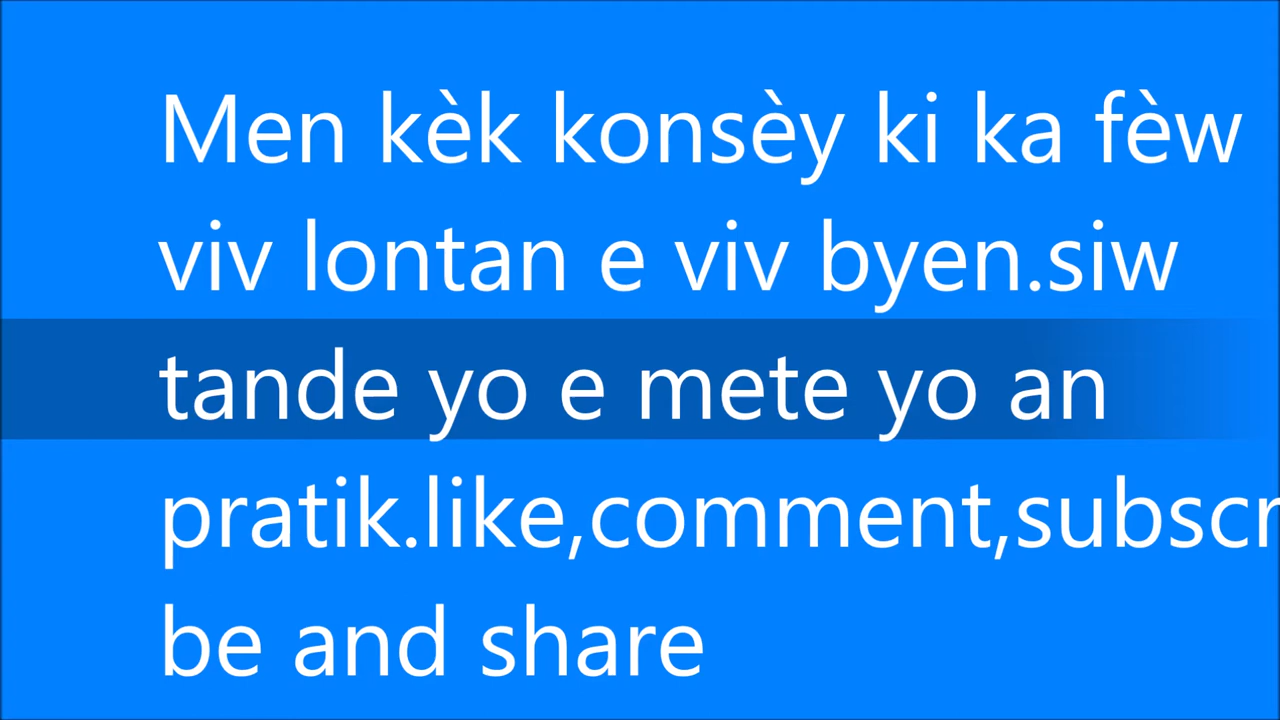 Men kèk konsèy ki ka fèw
viv lontan e viv byen.siw
tande yo e mete yo an
pratik.like,comment,subscr
be and share